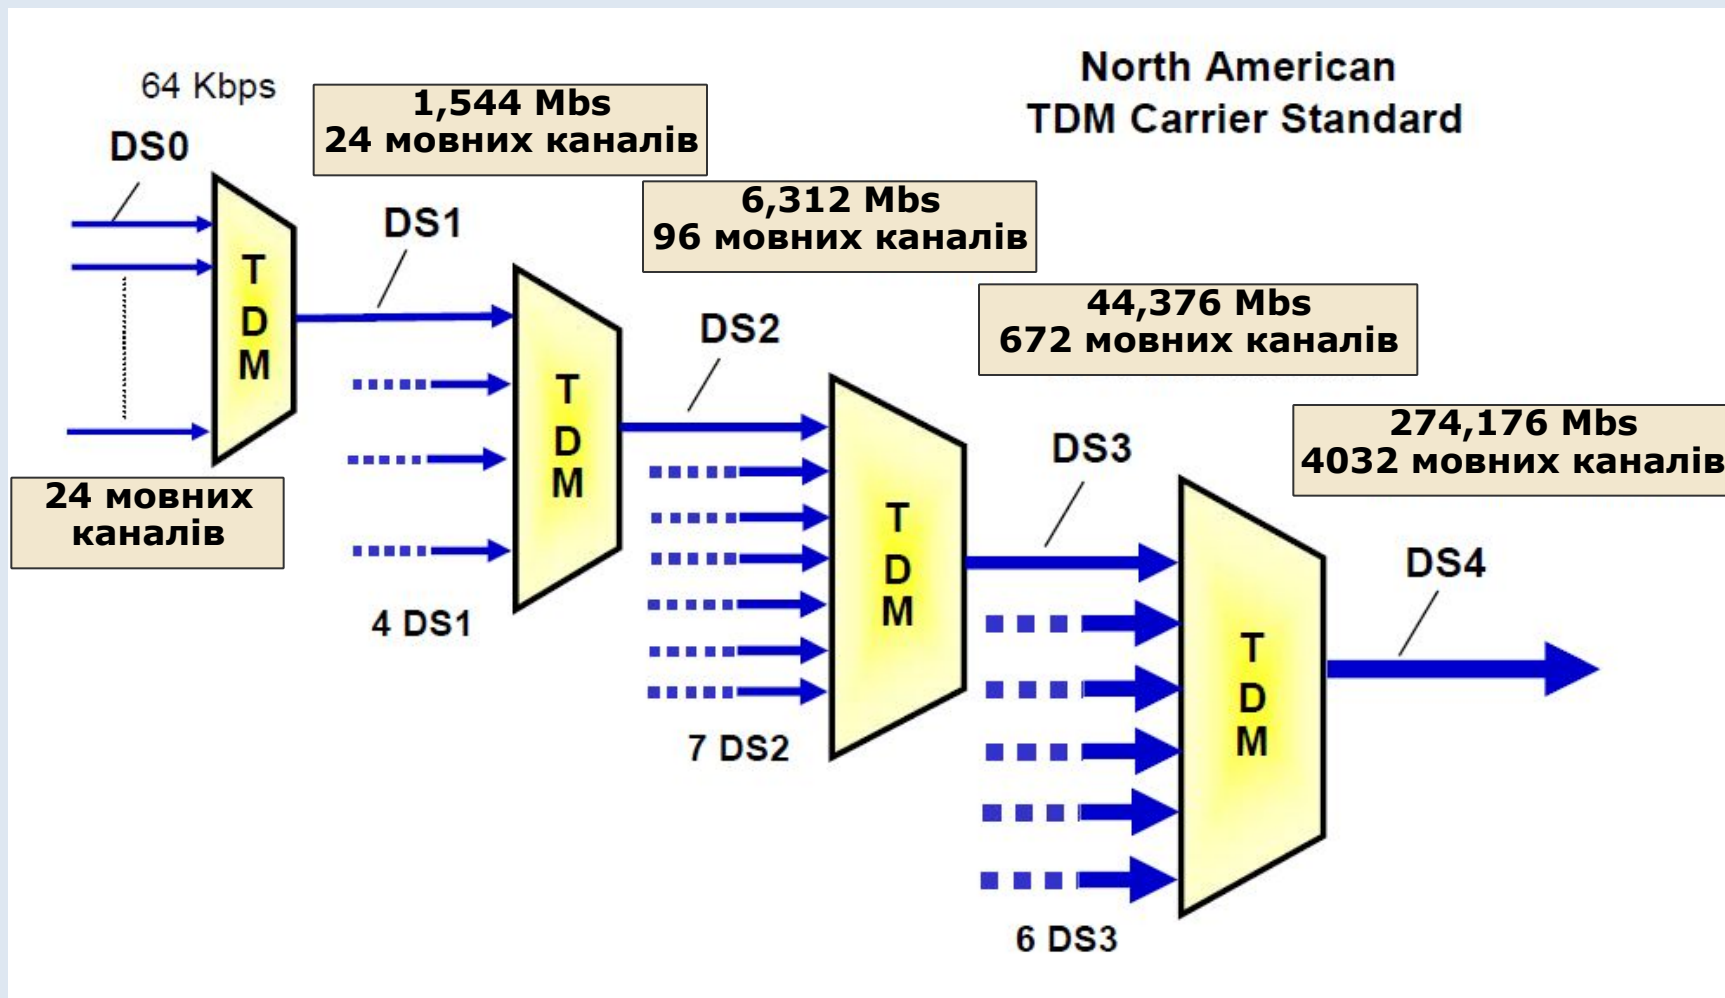 North American
TDM Carrier Standard
64 Kbps
DS0
1,544 Mbs
24 мовних каналів
T
D
M
24 мовних
каналів
DS1
6,312 Mbs
96 мовних каналів
T
D
M
4 DS1
DS2
44,376 Mbs
672 мовних каналів
T
D
M
7 DS2
DS3
274,176 Mbs
4032 мовних каналів
T
D
M
6 DS3
DS4